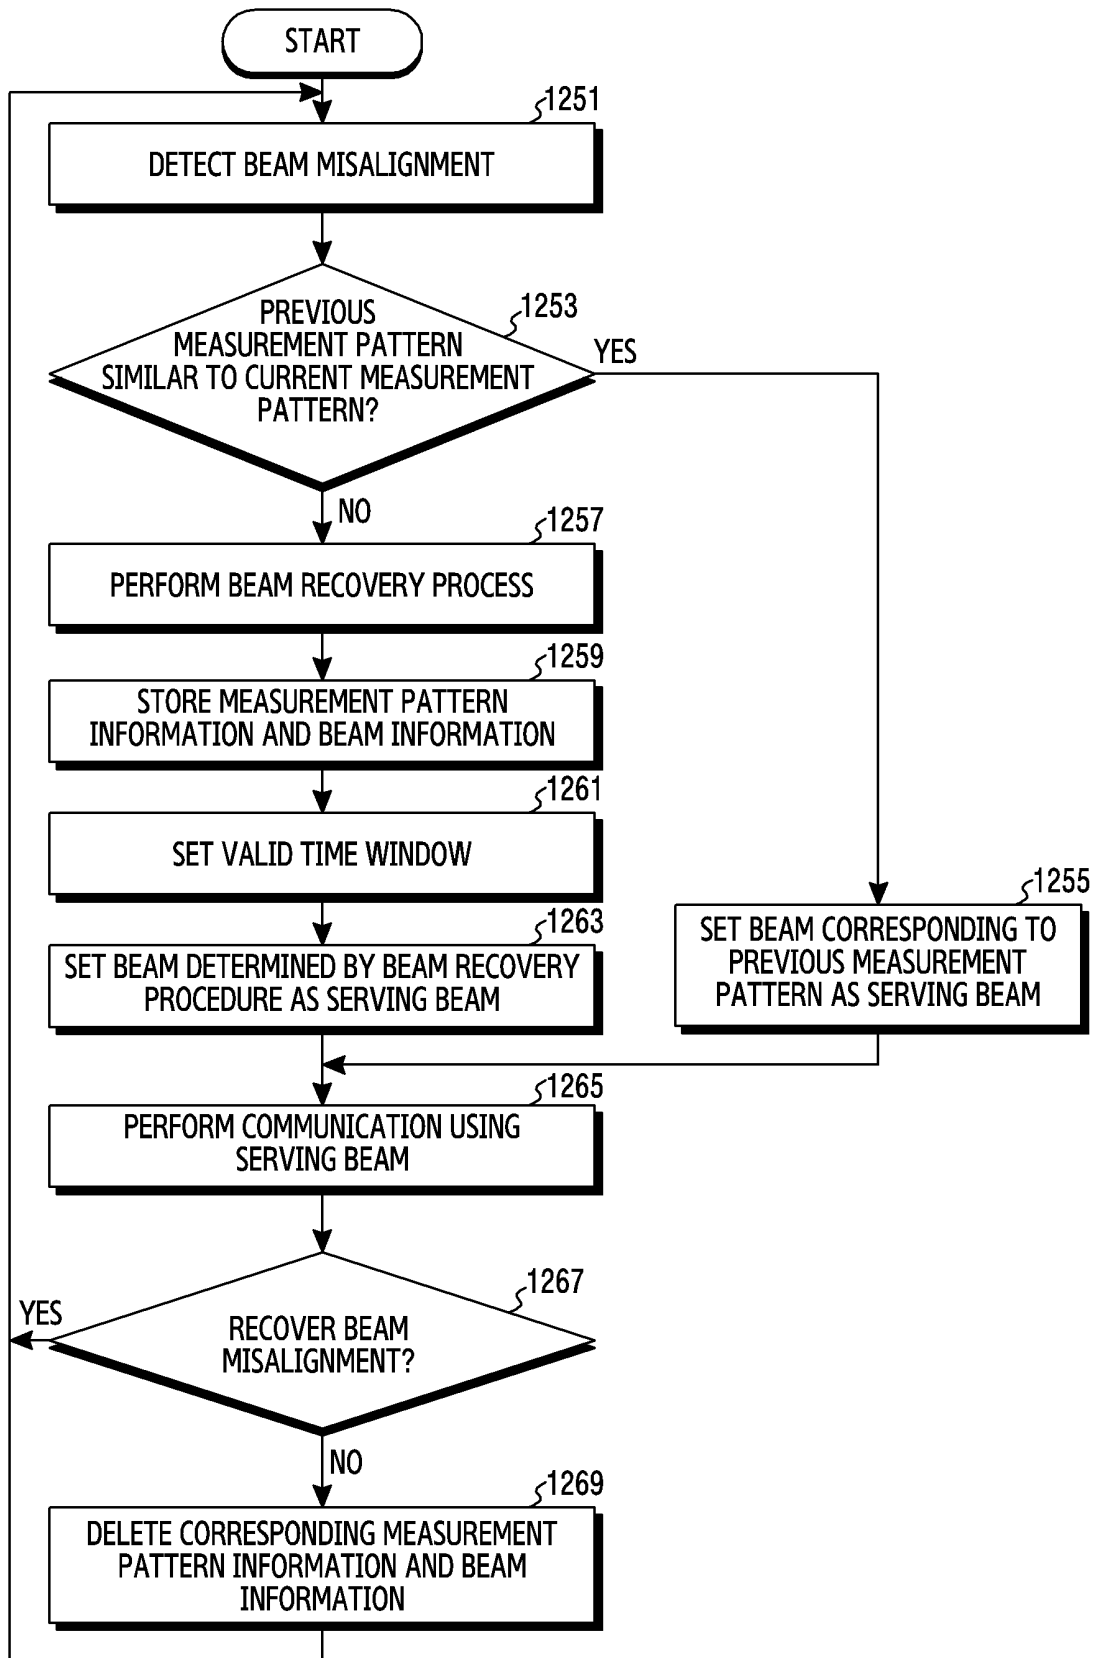 START
1251
DETECT BEAM MISALIGNMENT
1253
PREVIOUS
MEASUREMENT PATTERN
SIMILAR TO CURRENT MEASUREMENT
PATTERN?
YES
NO
1257
PERFORM BEAM RECOVERY PROCESS
1259
STORE MEASUREMENT PATTERN
INFORMATION AND BEAM INFORMATION
1261
SET VALID TIME WINDOW
1255
SET BEAM CORRESPONDING TO
PREVIOUS MEASUREMENT
PATTERN AS SERVING BEAM
1263
SET BEAM DETERMINED BY BEAM RECOVERY
PROCEDURE AS SERVING BEAM
1265
PERFORM COMMUNICATION USING
SERVING BEAM
1267
RECOVER BEAM
MISALIGNMENT?
YES
NO
1269
DELETE CORRESPONDING MEASUREMENT
PATTERN INFORMATION AND BEAM
INFORMATION